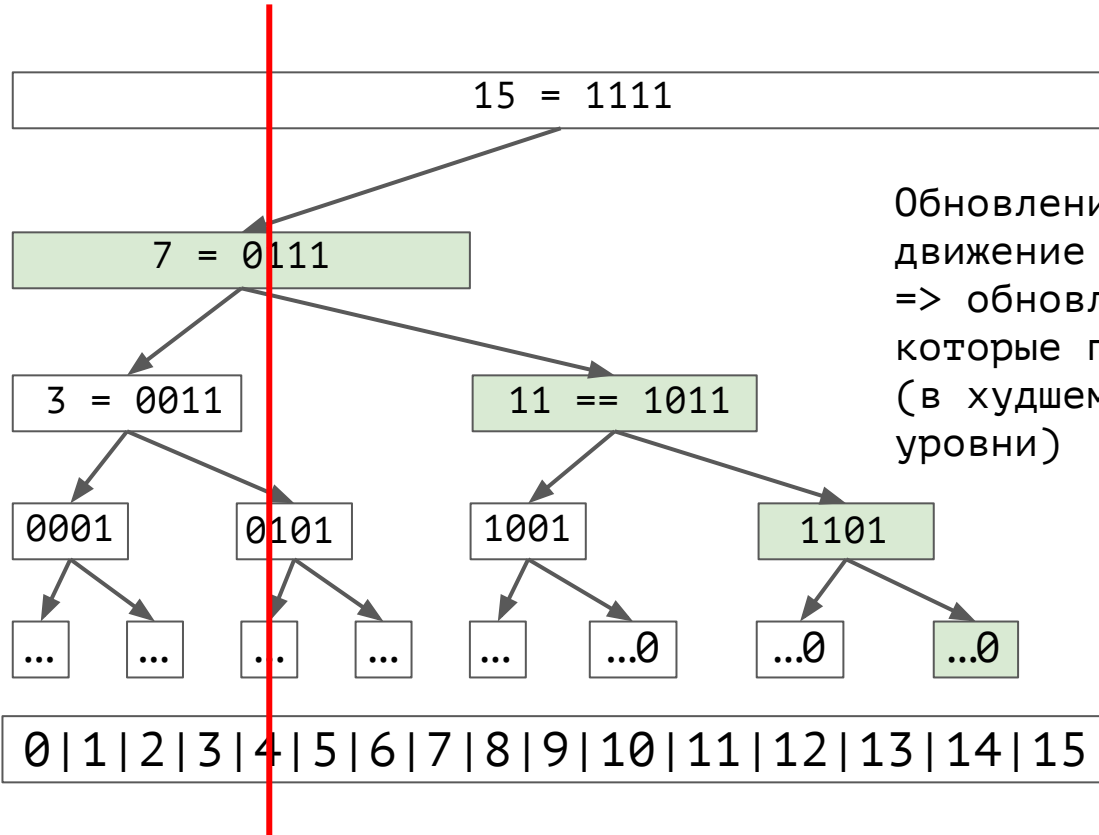 15 = 1111
Обновлени
движение
=> обновл
которые п
(в худшем
уровни)
7 = 0111
3 = 0011
11 == 1011
0001
0101
1001
1101
...
...
...
...
...
...0
...0
...0
0|1|2|3|4|5|6|7|8|9|10|11|12|13|14|15